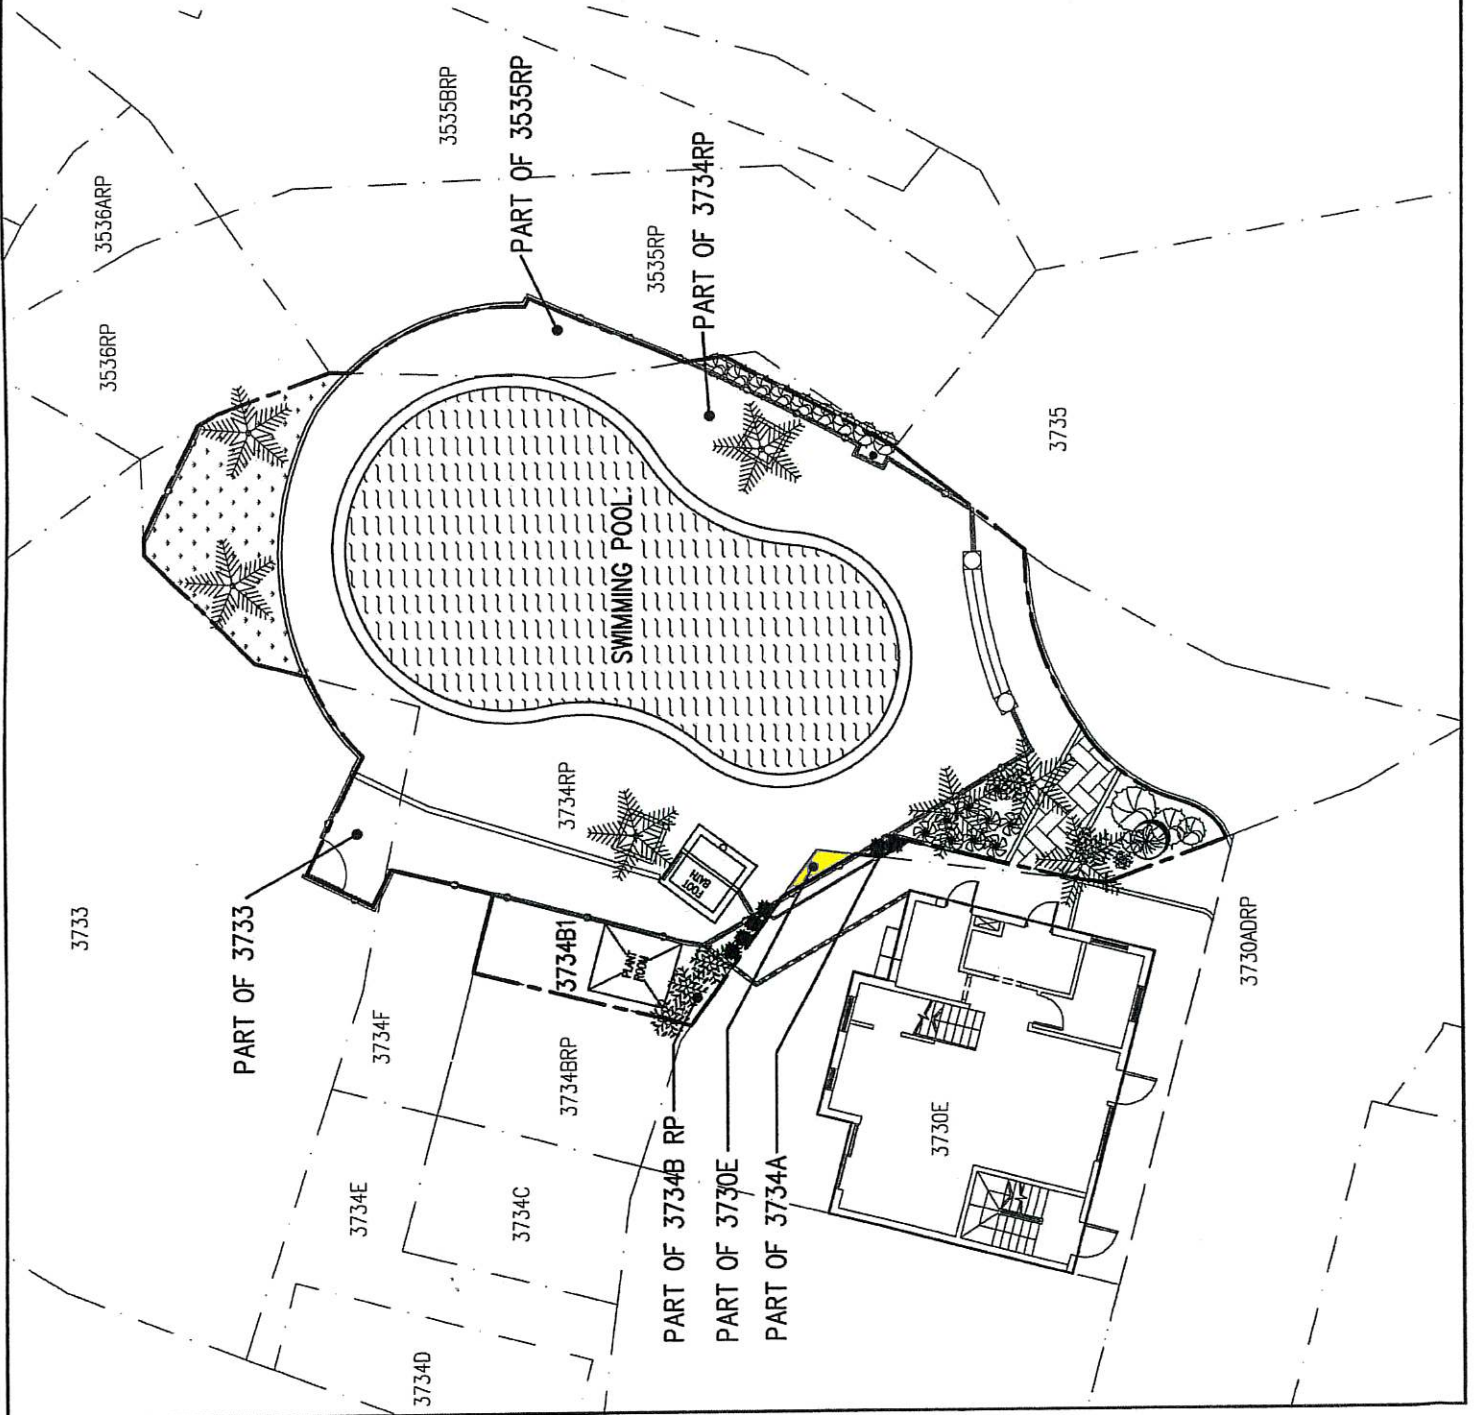 3535BRP
PART OF 3535RP
3536ARP
3535RP
PART OF 3734RP
3536RP
3735
SWIMMING POOL
3734RP
FOOT
BATH
3733
PART OF 3733
3734B1
PLANT
ROOM
3734F
3734BRP
3730ADRP
3730E
3734E
3734C
3734D
PART OF 3734B RP
PART OF 3730E
PART OF 3734A